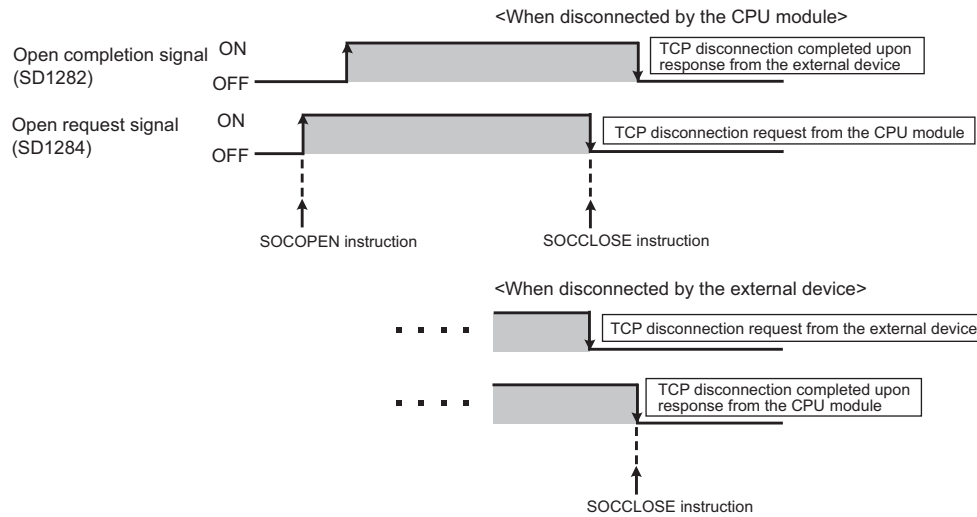 <When disconnected by the CPU module>
Open completion signal
(SD1282)
ON
OFF
TCP disconnection completed upon
response from the external device
Open request signal
(SD1284)
ON
OFF
TCP disconnection request from the CPU module
SOCOPEN instruction
SOCCLOSE instruction
<When disconnected by the external device>
TCP disconnection request from the external device
TCP disconnection completed upon
response from the CPU module
SOCCLOSE instruction